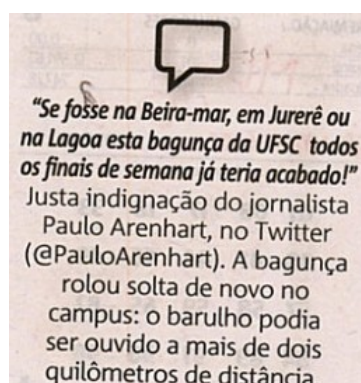 "Se fosse na Beira-mar, em Jurerê ou
na Lagoa esta bagunça da UFSC todos
os finais de semana já teria acabado!"
Justa indignação do jornalista
Paulo Arenhart, no Twitter
(@PauloArenhart). A bagunça
rolou solta de novo no
campus: o barulho podia
ser ouvido a mais de dois
quilômetros de distância